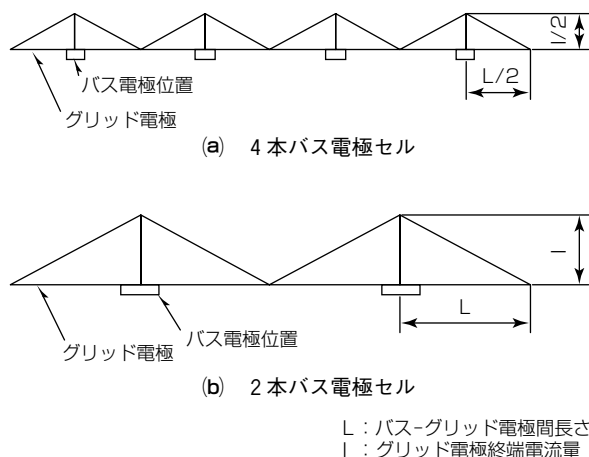 I/2
L/2
バス電極位置
グリッド電極
(a) 4本バス電極セル
I
L
グリッド電極
バス電極位置
(b) 2本バス電極セル
L：バス-グリッド電極間長さ
I：グリッド電極終端電流量